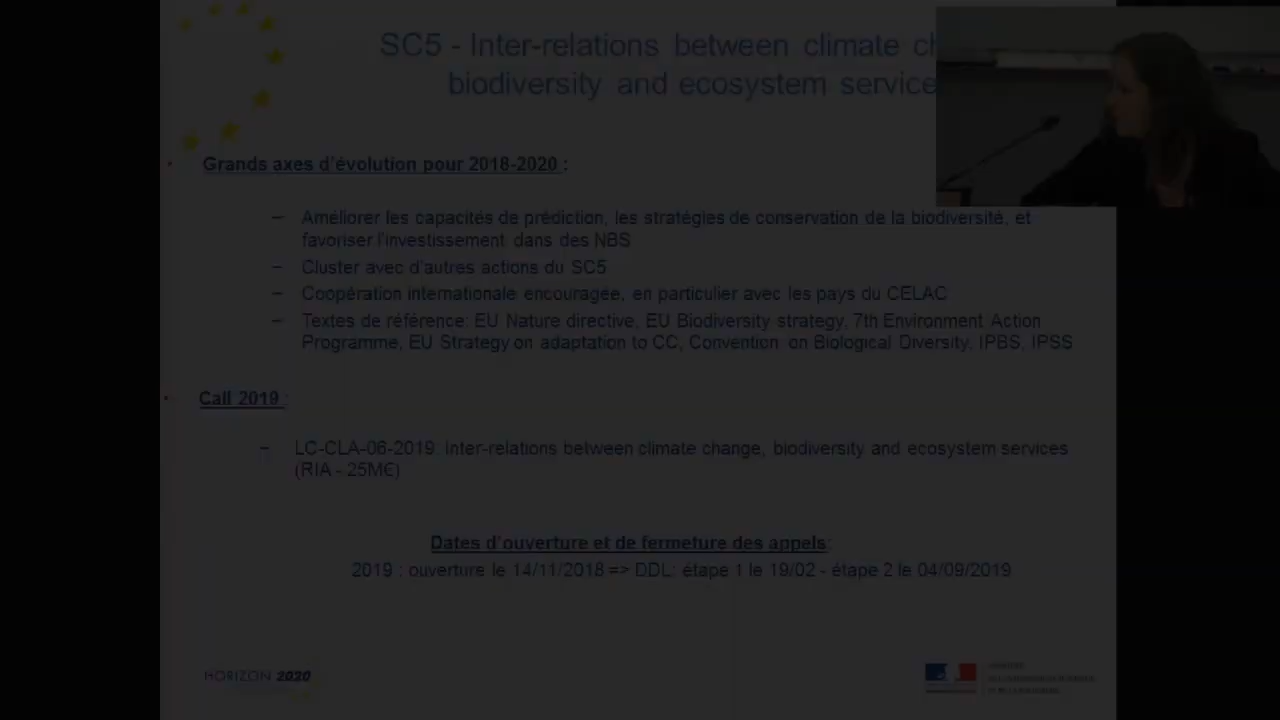 SC5 - Inter-relations between climate
biodiversity and ecosystem service
Grands axes d'évolution pour 2018-2020 :
– Améliorer les capacités de prédiction, les stratégies de conservation de la biodiversité, et
favoriser l'investissement dans des NBS
– Cluster avec d'autres actions du SC5
– Coopération internationale encouragée, en particulier avec les pays du CELAC
– Textes de référence: EU Nature directive, EU Biodiversity strategy, 7th Environment Action
Programme, EU Strategy on adaptation to CC, Convention on Biological Diversity, IPBS, IPSS
Call 2019 :
– LC-CLA-06-2019: Inter-relations between climate change, biodiversity and ecosystem services
(RIA - 25M€)
Dates d'ouverture et de fermeture des appels:
2019 : ouverture le 14/11/2018 => DDL: étape 1 le 19/02 - étape 2 le 04/09/2019
HORIZON 2020